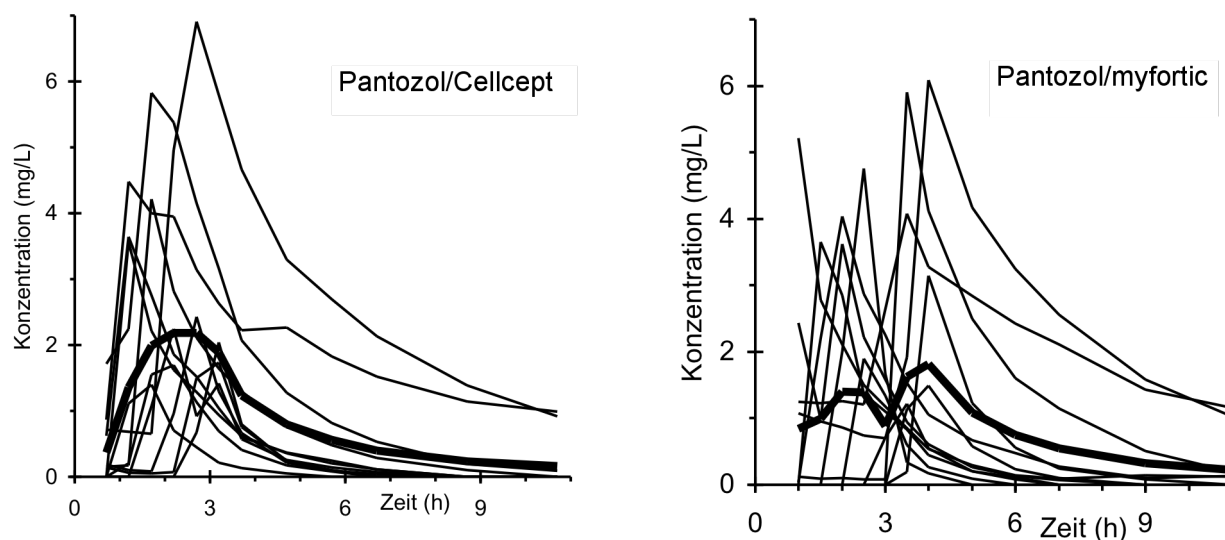 Pantozol/Cellcept
Konzentration (mg/L)
6
4
2
0
0
3
6
9
Zeit (h)
Pantozol/myfortic
Konzentration (mg/L)
6
4
2
0
0
3
6
9
Zeit (h)